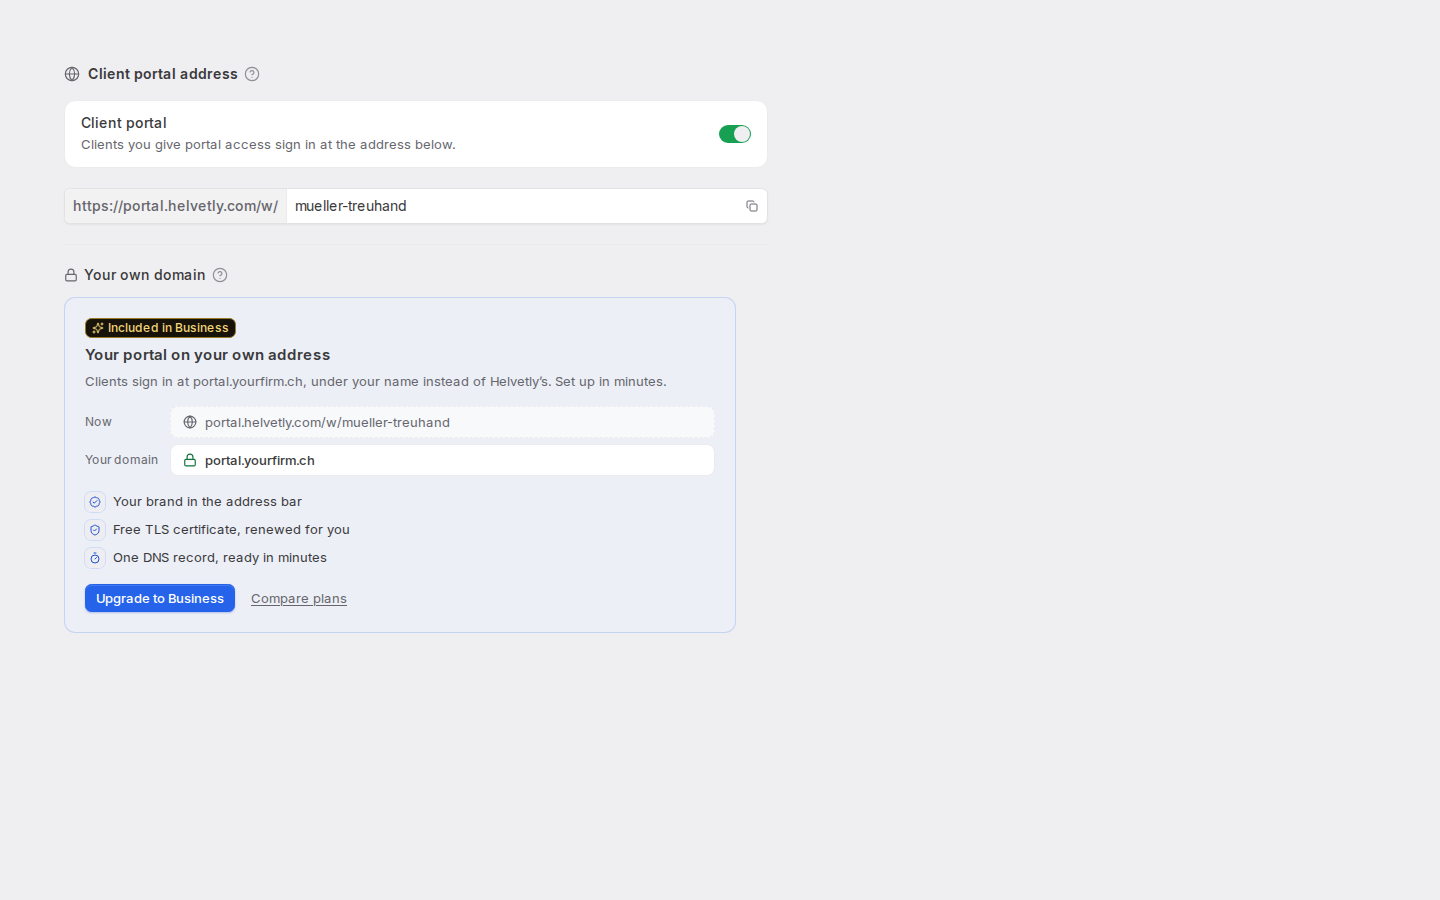 Client portal address
Client portal
Clients you give portal access sign in at the address below.
https://portal.helvetly.com/w/ mueller-treuhand
Your own domain
Included in Business
Your portal on your own address
Clients sign in at portal.yourfirm.ch, under your name instead of Helvetly’s. Set up in minutes.
Now portal.helvetly.com/w/mueller-treuhand
Your domain portal.yourfirm.ch
Your brand in the address bar
Free TLS certificate, renewed for you
One DNS record, ready in minutes
Upgrade to Business Compare plans